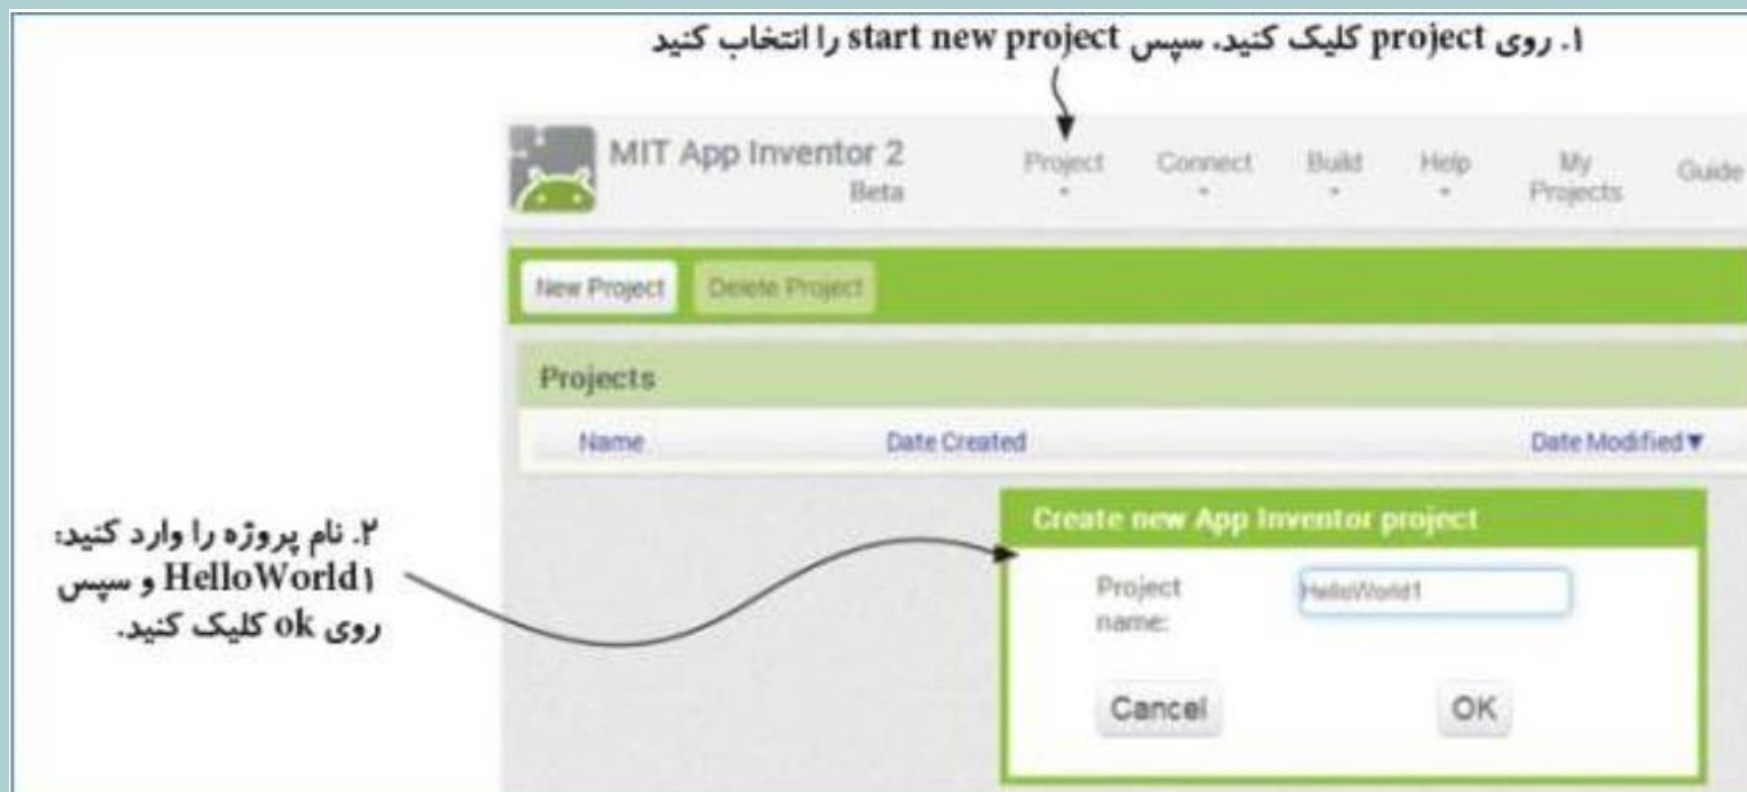 ۱. روی project کلیک کنید. سپس start new project را انتخاب کنید
MIT App Inventor 2
Beta
Project
Connect
Build
Help
My
Projects
Guide
New Project
Delete Project
Projects
Name
Date Created
Date Modified▼
۲. نام پروژه را وارد کنید:
HelloWorld۱ و سپس
روی ok کلیک کنید.
Create new App Inventor project
Project
name:
HelloWorld1
Cancel
OK